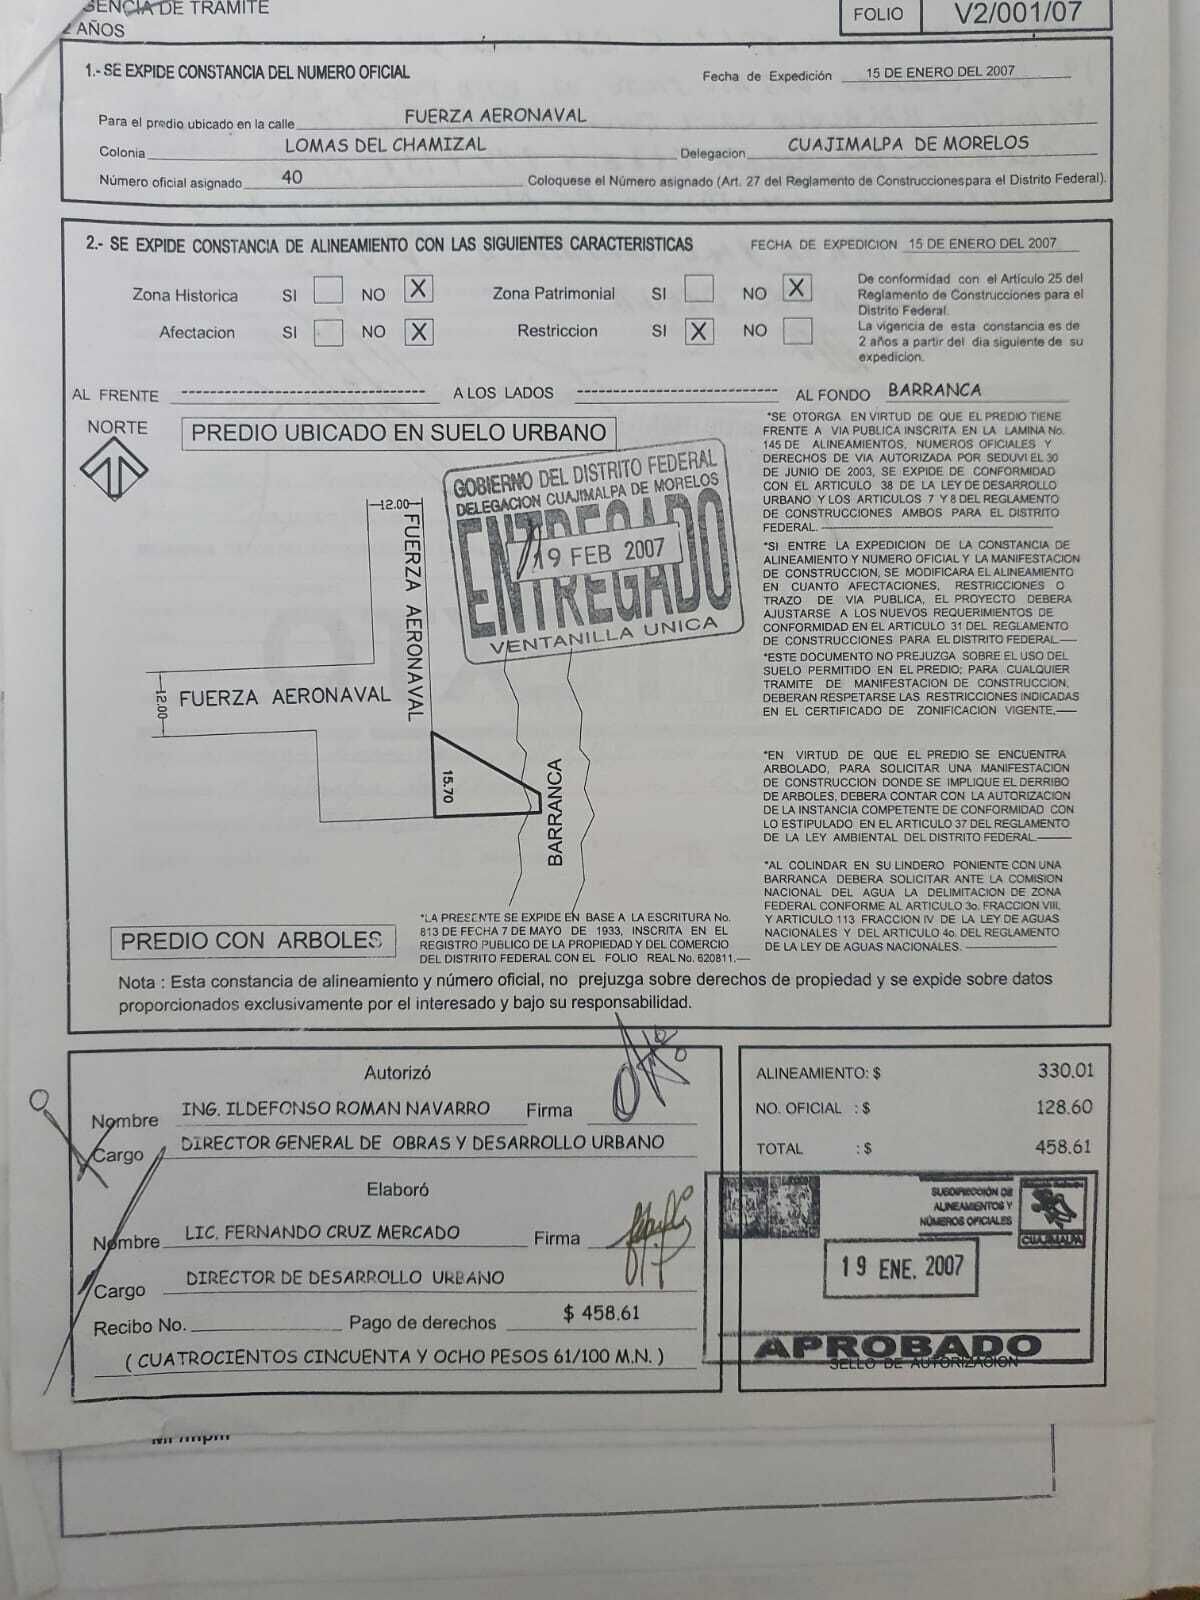 GENCIA DE TRAMITE
2 AÑOS
FOLIO V2/001/07
1.- SE EXPIDE CONSTANCIA DEL NUMERO OFICIAL
Fecha de Expedición 15 DE ENERO DEL 2007
Para el predio ubicado en la calle FUERZA AERONAVAL
Colonia LOMAS DEL CHAMIZAL Delegacion CUAJIMALPA DE MORELOS
Número oficial asignado 40 Coloquese el Número asignado (Art. 27 del Reglamento de Construccionespara el Distrito Federal).
2.- SE EXPIDE CONSTANCIA DE ALINEAMIENTO CON LAS SIGUIENTES CARACTERISTICAS FECHA DE EXPEDICION 15 DE ENERO DEL 2007
Zona Historica SI NO X Zona Patrimonial SI NO X
Afectacion SI NO X Restriccion SI X NO
De conformidad con el Artículo 25 del
Reglamento de Construcciones para el
Distrito Federal.
La vigencia de esta constancia es de
2 años a partir del dia siguiente de su
expedicion.
AL FRENTE ---------- A LOS LADOS ---------- AL FONDO BARRANCA
NORTE
PREDIO UBICADO EN SUELO URBANO
GOBIERNO DEL DISTRITO FEDERAL
DELEGACION CUAJIMALPA DE MORELOS
ENTREGADO
19 FEB 2007
VENTANILLA UNICA
12.00
FUERZA AERONAVAL
12.00
FUERZA AERONAVAL
15.70
BARRANCA
*SE OTORGA EN VIRTUD DE QUE EL PREDIO TIENE
FRENTE A VIA PUBLICA INSCRITA EN LA LAMINA No.
145 DE ALINEAMIENTOS, NUMEROS OFICIALES Y
DERECHOS DE VIA AUTORIZADA POR SEDUVI EL 30
DE JUNIO DE 2003, SE EXPIDE DE CONFORMIDAD
CON EL ARTICULO 38 DE LA LEY DE DESARROLLO
URBANO Y LOS ARTICULOS 7 Y 8 DEL REGLAMENTO
DE CONSTRUCCIONES AMBOS PARA EL DISTRITO
FEDERAL.
*SI ENTRE LA EXPEDICION DE LA CONSTANCIA DE
ALINEAMIENTO Y NUMERO OFICIAL Y LA MANIFESTACION
DE CONSTRUCCION, SE MODIFICARA EL ALINEAMIENTO
EN CUANTO AFECTACIONES, RESTRICCIONES O
TRAZO DE VIA PUBLICA, EL PROYECTO DEBERA
AJUSTARSE A LOS NUEVOS REQUERIMIENTOS DE
CONFORMIDAD EN EL ARTICULO 31 DEL REGLAMENTO
DE CONSTRUCCIONES PARA EL DISTRITO FEDERAL.
*ESTE DOCUMENTO NO PREJUZGA SOBRE EL USO DEL
SUELO PERMITIDO EN EL PREDIO; PARA CUALQUIER
TRAMITE DE MANIFESTACION DE CONSTRUCCION,
DEBERAN RESPETARSE LAS RESTRICCIONES INDICADAS
EN EL CERTIFICADO DE ZONIFICACION VIGENTE.
*EN VIRTUD DE QUE EL PREDIO SE ENCUENTRA
ARBOLADO, PARA SOLICITAR UNA MANIFESTACION
DE CONSTRUCCION DONDE SE IMPLIQUE EL DERRIBO
DE ARBOLES, DEBERA CONTAR CON LA AUTORIZACION
DE LA INSTANCIA COMPETENTE DE CONFORMIDAD CON
LO ESTIPULADO EN EL ARTICULO 37 DEL REGLAMENTO
DE LA LEY AMBIENTAL DEL DISTRITO FEDERAL.
*AL COLINDAR EN SU LINDERO PONIENTE CON UNA
BARRANCA DEBERA SOLICITAR ANTE LA COMISION
NACIONAL DEL AGUA LA DELIMITACION DE ZONA
FEDERAL CONFORME AL ARTICULO 3o. FRACCION VIII,
Y ARTICULO 113 FRACCION IV DE LA LEY DE AGUAS
NACIONALES Y DEL ARTICULO 4o. DEL REGLAMENTO
DE LA LEY DE AGUAS NACIONALES.
PREDIO CON ARBOLES
*LA PRESENTE SE EXPIDE EN BASE A LA ESCRITURA No.
813 DE FECHA 7 DE MAYO DE 1933, INSCRITA EN EL
REGISTRO PUBLICO DE LA PROPIEDAD Y DEL COMERCIO
DEL DISTRITO FEDERAL CON EL FOLIO REAL No. 620811.
Nota : Esta constancia de alineamiento y número oficial, no prejuzga sobre derechos de propiedad y se expide sobre datos
proporcionados exclusivamente por el interesado y bajo su responsabilidad.
Autorizó
Nombre ING. ILDEFONSO ROMAN NAVARRO Firma
Cargo DIRECTOR GENERAL DE OBRAS Y DESARROLLO URBANO
Elaboró
Nombre LIC. FERNANDO CRUZ MERCADO Firma
Cargo DIRECTOR DE DESARROLLO URBANO
Recibo No. Pago de derechos $ 458.61
( CUATROCIENTOS CINCUENTA Y OCHO PESOS 61/100 M.N. )
ALINEAMIENTO: $ 330.01
NO. OFICIAL : $ 128.60
TOTAL : $ 458.61
SUBDIRECCIÓN DE
ALINEAMIENTOS Y
NÚMEROS OFICIALES
CUAJIMALPA
19 ENE. 2007
APROBADO
SELLO DE AUTORIZACION